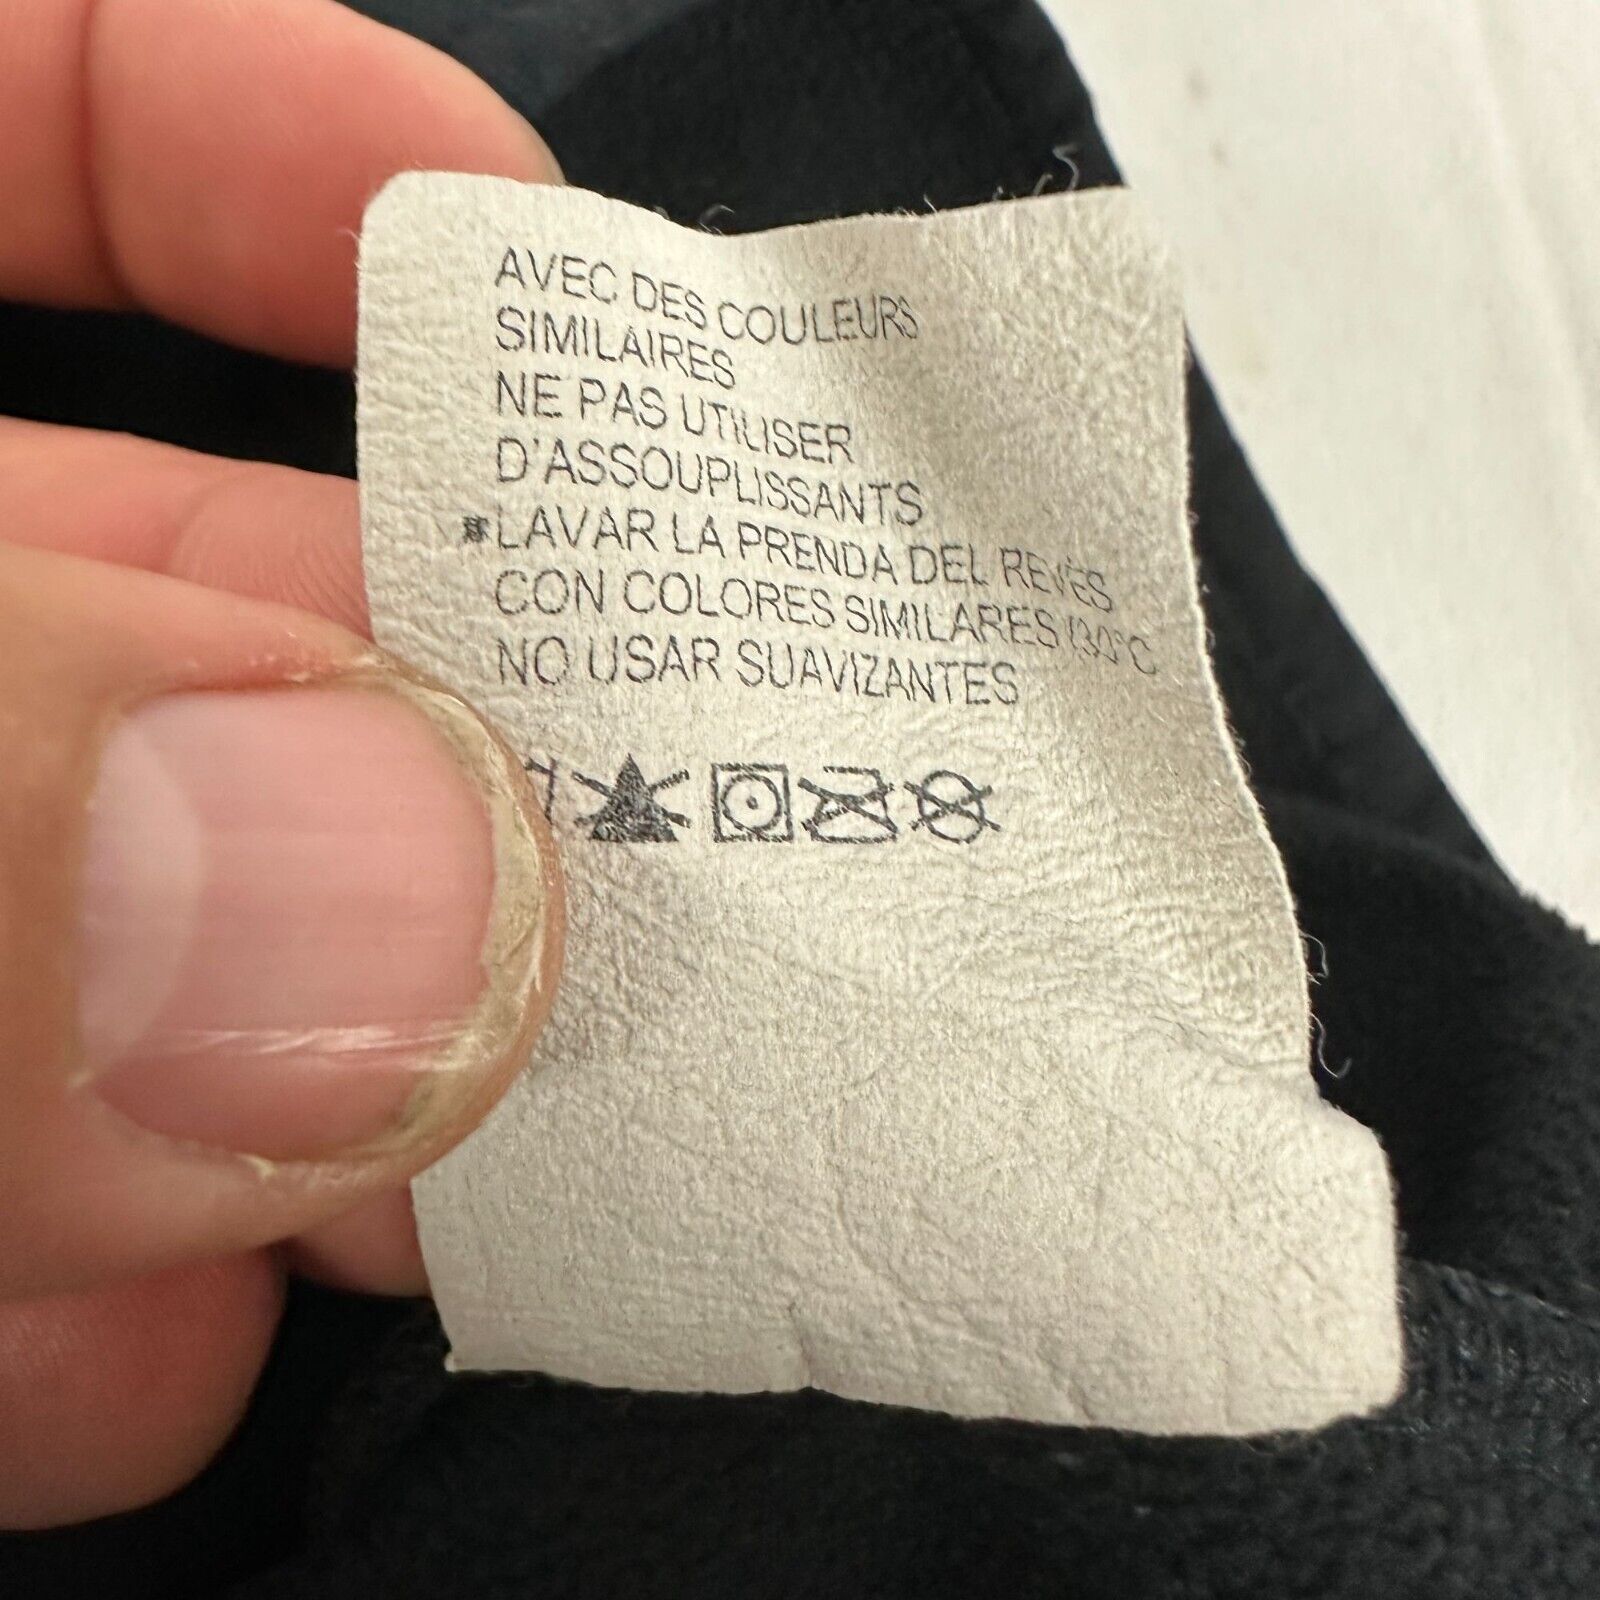 AVEC DES COULEURS
SIMILAIRES
NE PAS UTILISER
D'ASSOUPLISSANTS
LAVAR LA PRENDA DEL REVÉS
CON COLORES SIMILARES (30°C
NO USAR SUAVIZANTES